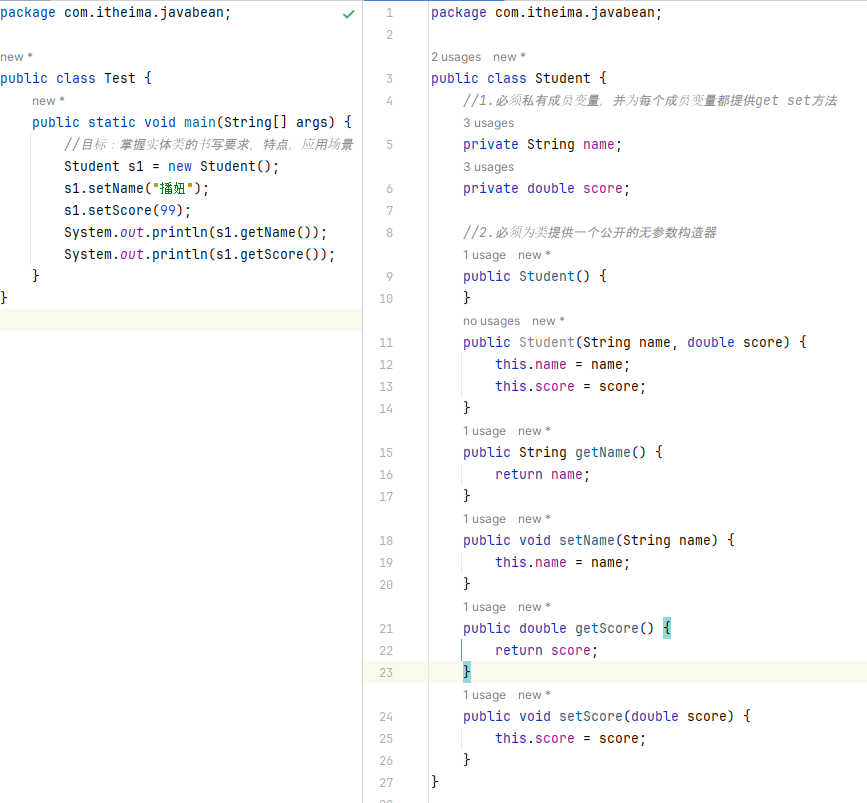 package com.itheima.javabean;
new *
public class Test {
new *
public static void main(String[] args) {
//目标：掌握实体类的书写要求，特点，应用场景
Student s1 = new Student();
s1.setName("播妞");
s1.setScore(99);
System.out.println(s1.getName());
System.out.println(s1.getScore());
}
}
1 package com.itheima.javabean;
2
2 usages new *
3 public class Student {
4 //1.必须私有成员变量，并为每个成员变量都提供get set方法
3 usages
5 private String name;
3 usages
6 private double score;
7
8 //2.必须为类提供一个公开的无参数构造器
1 usage new *
9 public Student() {
10 }
no usages new *
11 public Student(String name, double score) {
12 this.name = name;
13 this.score = score;
14 }
1 usage new *
15 public String getName() {
16 return name;
17 }
1 usage new *
18 public void setName(String name) {
19 this.name = name;
20 }
1 usage new *
21 public double getScore() {
22 return score;
23 }
1 usage new *
24 public void setScore(double score) {
25 this.score = score;
26 }
27 }